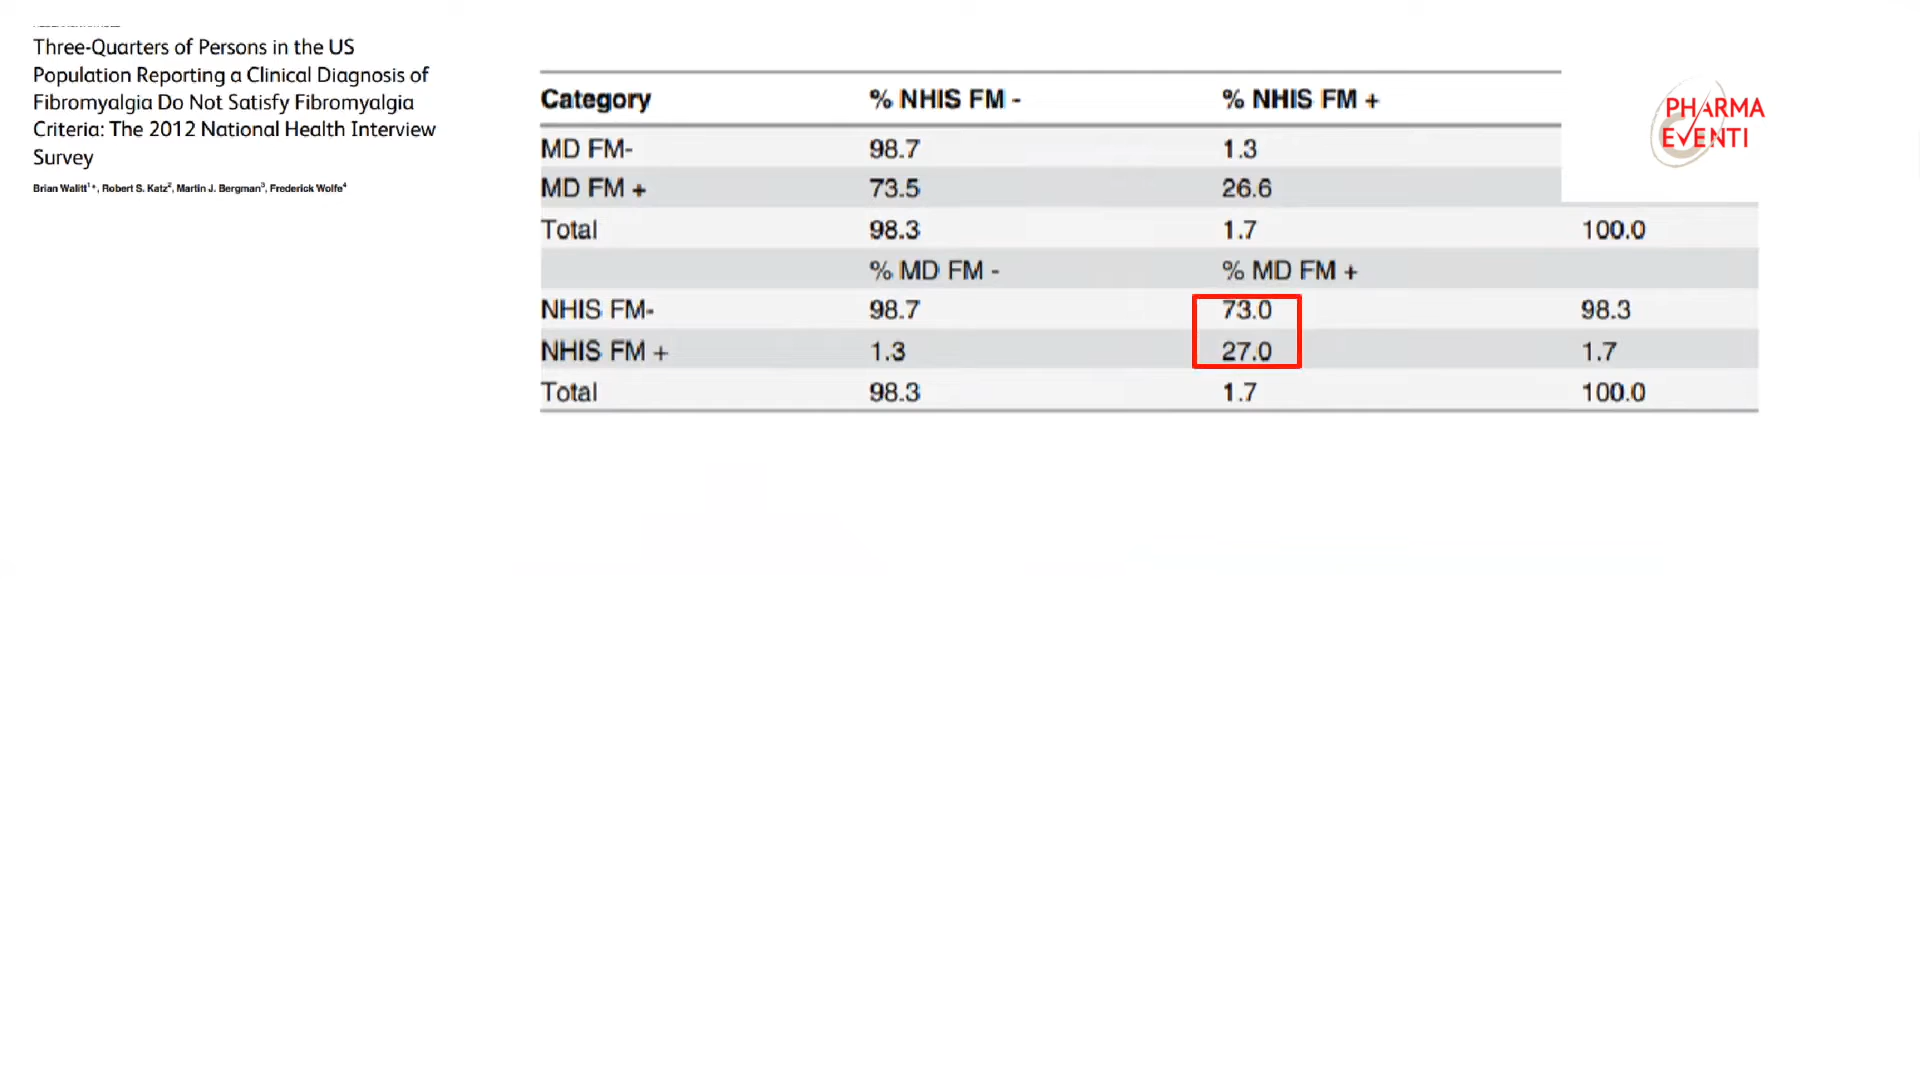 Three-Quarters of Persons in the US
Population Reporting a Clinical Diagnosis of
Fibromyalgia Do Not Satisfy Fibromyalgia
Criteria: The 2012 National Health Interview
Survey
Brian Walitt1*, Robert S. Katz2, Martin J. Bergman3, Frederick Wolfe4
Category % NHIS FM - % NHIS FM +
MD FM- 98.7 1.3
MD FM + 73.5 26.6
Total 98.3 1.7 100.0
% MD FM - % MD FM +
NHIS FM- 98.7 73.0 98.3
NHIS FM + 1.3 27.0 1.7
Total 98.3 1.7 100.0
PHARMA
EVENTI